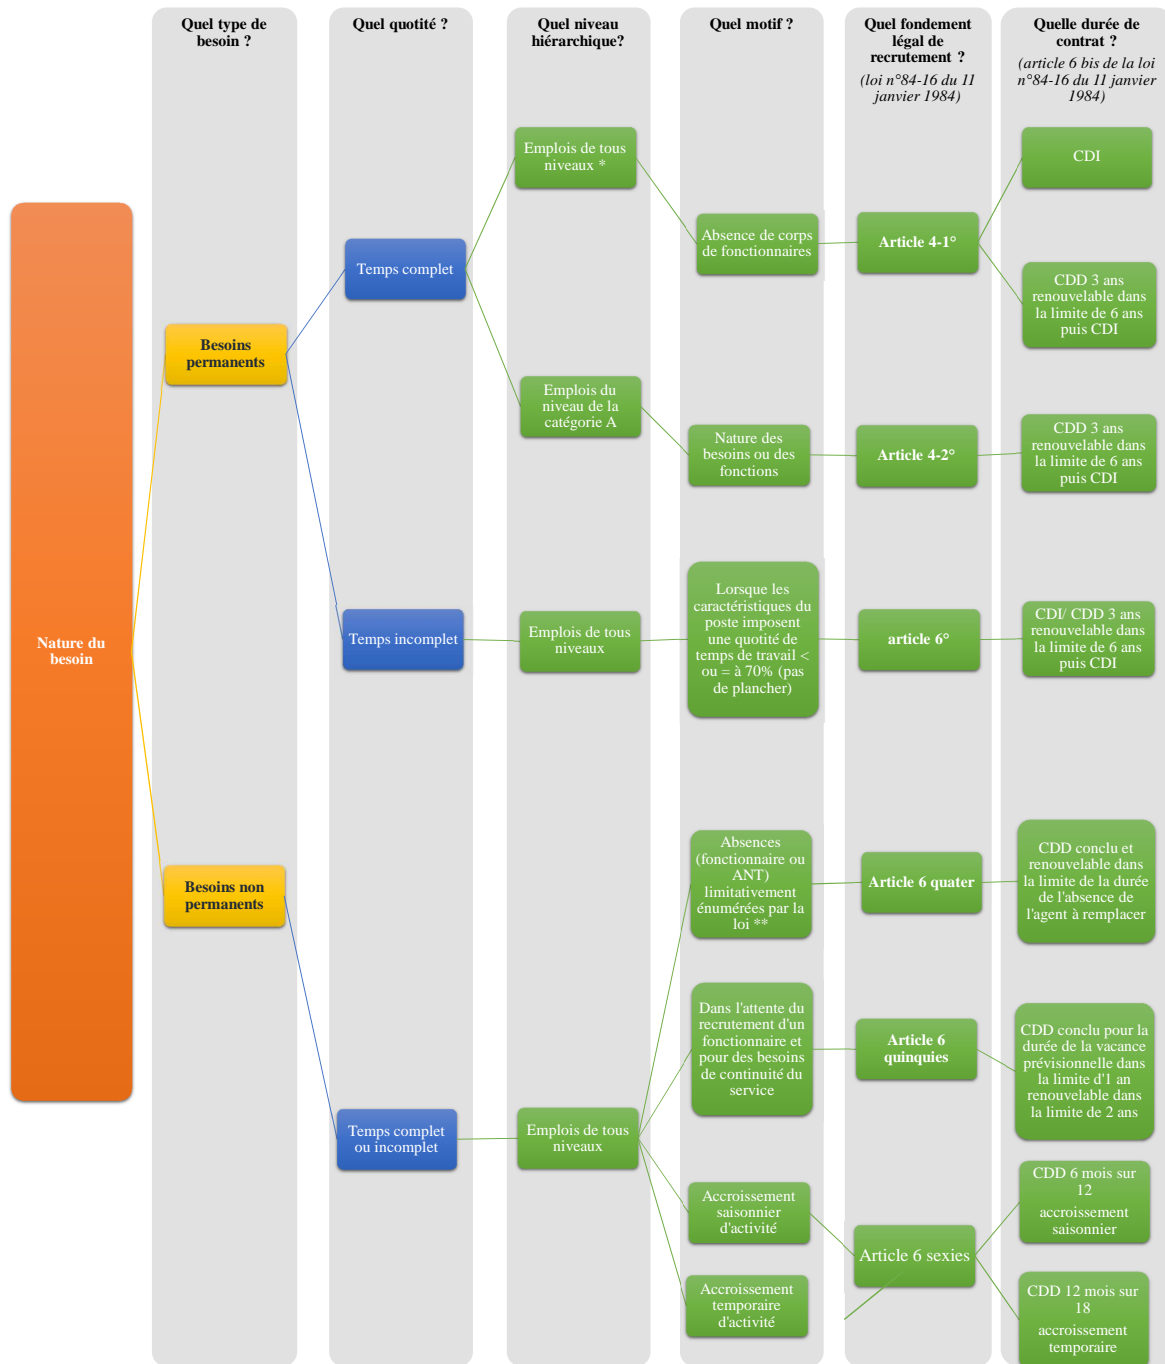 Quel type de
besoin ?
Quel quotité ?
Quel niveau
hiérarchique?
Quel motif ?
Quel fondement
légal de
recrutement ?
(loi n°84-16 du 11
janvier 1984)
Quelle durée de
contrat ?
(article 6 bis de la loi
n°84-16 du 11 janvier
1984)
Nature du
besoin
Besoins
permanents
Temps complet
Emplois de tous
niveaux *
Absence de corps
de fonctionnaires
Article 4-1°
CDI
CDD 3 ans
renouvelable dans
la limite de 6 ans
puis CDI
Emplois du
niveau de la
catégorie A
Nature des
besoins ou des
fonctions
Article 4-2°
CDD 3 ans
renouvelable dans
la limite de 6 ans
puis CDI
Temps incomplet
Emplois de tous
niveaux
Lorsque les
caractéristiques du
poste imposent
une quotité de
temps de travail <
ou = à 70% (pas
de plancher)
article 6°
CDI/ CDD 3 ans
renouvelable dans
la limite de 6 ans
puis CDI
Besoins non
permanents
Temps complet
ou incomplet
Emplois de tous
niveaux
Absences
(fonctionnaire ou
ANT)
limitativement
énumérées par la
loi **
Article 6 quater
CDD conclu et
renouvelable dans
la limite de la durée
de l'absence de
l'agent à remplacer
Dans l'attente du
recrutement d'un
fonctionnaire et
pour des besoins
de continuité du
service
Article 6
quinquies
CDD conclu pour la
durée de la vacance
prévisionnelle dans
la limite d'1 an
renouvelable dans
la limite de 2 ans
Accroissement
saisonnier
d'activité
Accroissement
temporaire
d'activité
Article 6 sexies
CDD 6 mois sur
12
accroissement
saisonnier
CDD 12 mois sur
18
accroissement
temporaire